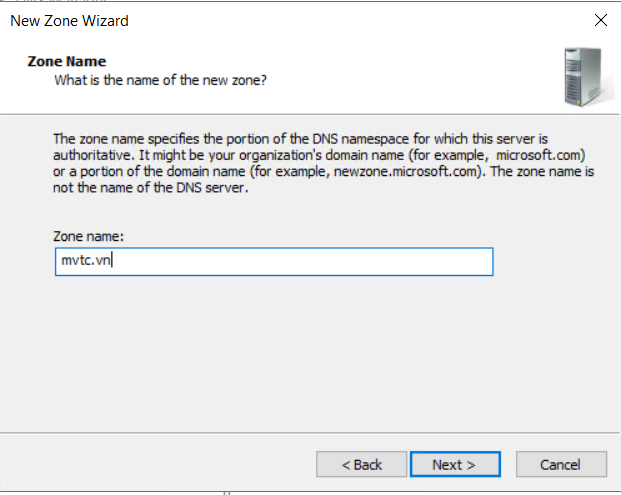 New Zone Wizard
Zone Name
What is the name of the new zone?
The zone name specifies the portion of the DNS namespace for which this server is
authoritative. It might be your organization's domain name (for example, microsoft.com)
or a portion of the domain name (for example, newzone.microsoft.com). The zone name is
not the name of the DNS server.
Zone name:
mvtc.vn
< Back
Next >
Cancel